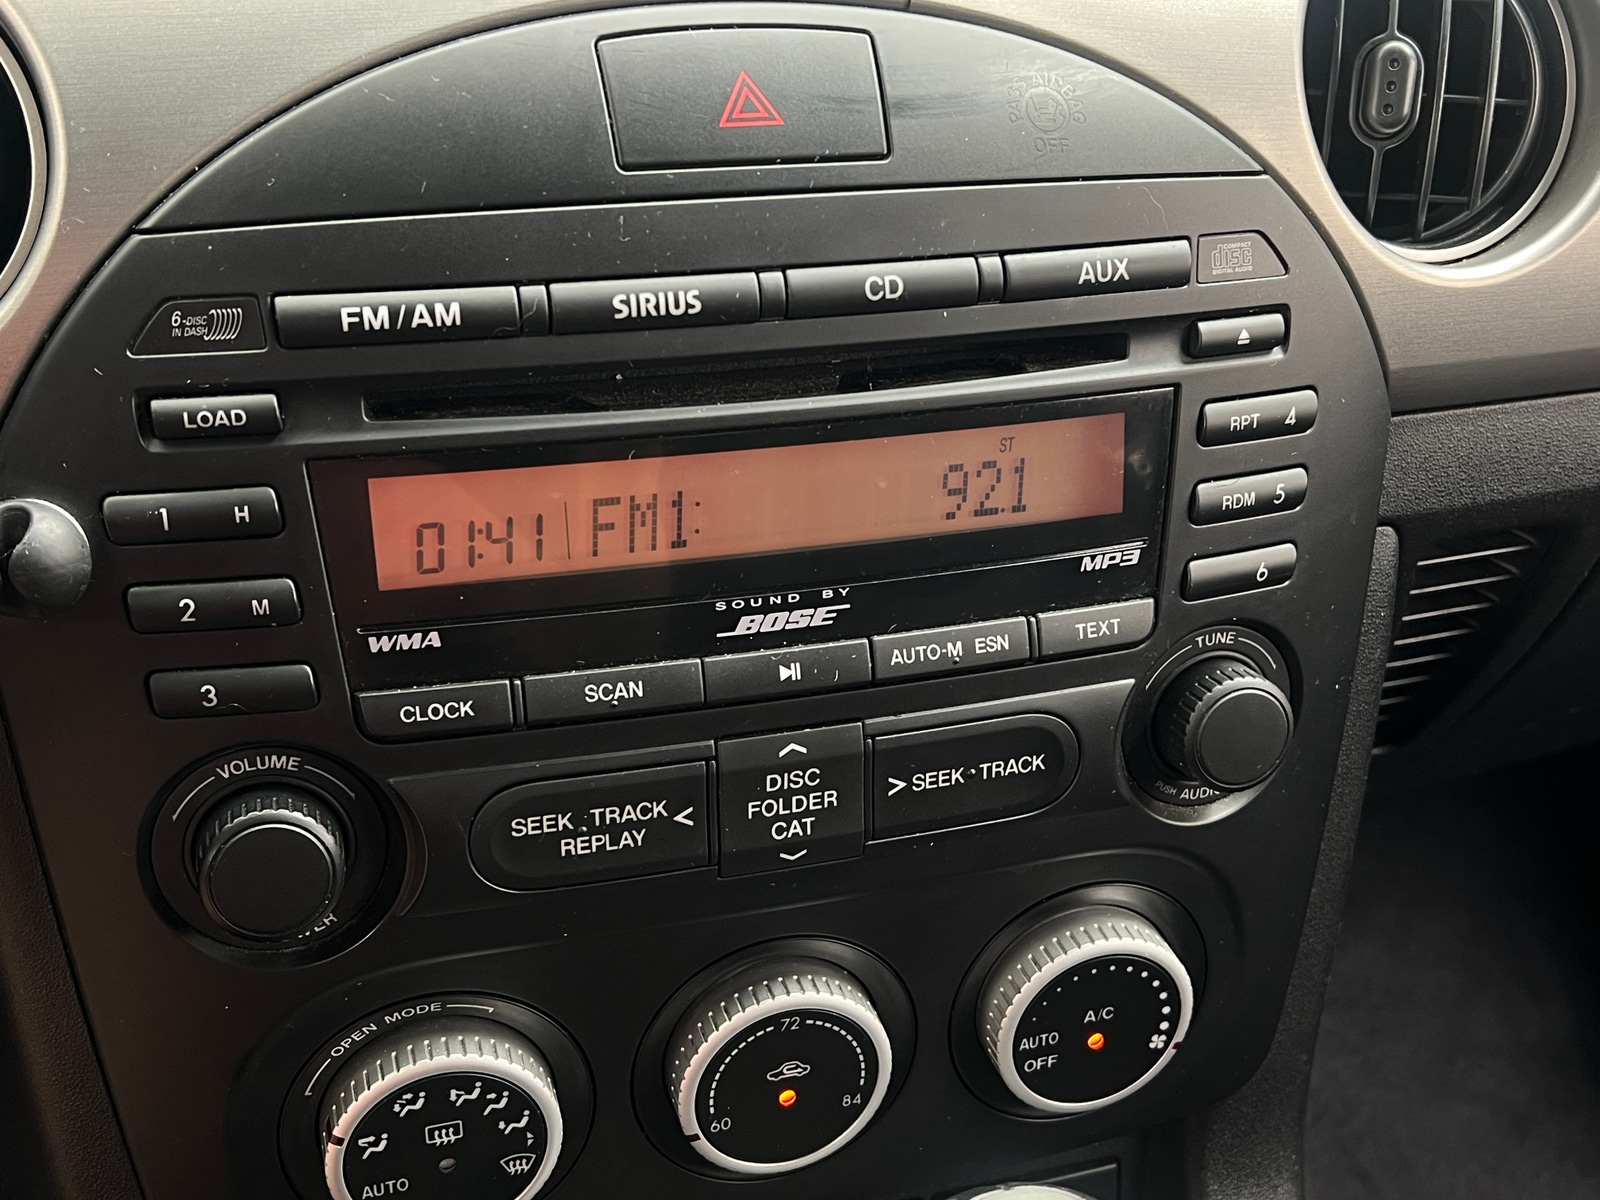 PASS AIRBAG
OFF
COMPACT
disc
DIGITAL AUDIO
6-DISC
IN DASH
FM/AM
SIRIUS
CD
AUX
LOAD
RPT 4
1 H
ST
01:41 FM1: 92.1
RDM 5
2 M
6
WMA
SOUND BY
BOSE
MP3
3
CLOCK
SCAN
AUTO-M ESN
TEXT
TUNE
PUSH AUDIO
VOLUME
SEEK TRACK
REPLAY
DISC
FOLDER
CAT
SEEK TRACK
OPEN MODE
AUTO
72
60
84
A/C
AUTO
OFF